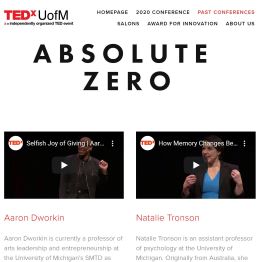 TEDx UofM
x = independently organized TED event
HOMEPAGE 2020 CONFERENCE PAST CONFERENCES
SALONS AWARD FOR INNOVATION ABOUT US
ABSOLUTE
ZERO
TEDx Selfish Joy of Giving | Aar...
TEDx How Memory Changes Be...
Aaron Dworkin
Natalie Tronson
Aaron Dworkin is currently a professor of
arts leadership and entrepreneurship at
the University of Michigan's SMTD as
Natalie Tronson is an assistant professor
of psychology at the University of
Michigan. Originally from Australia, she